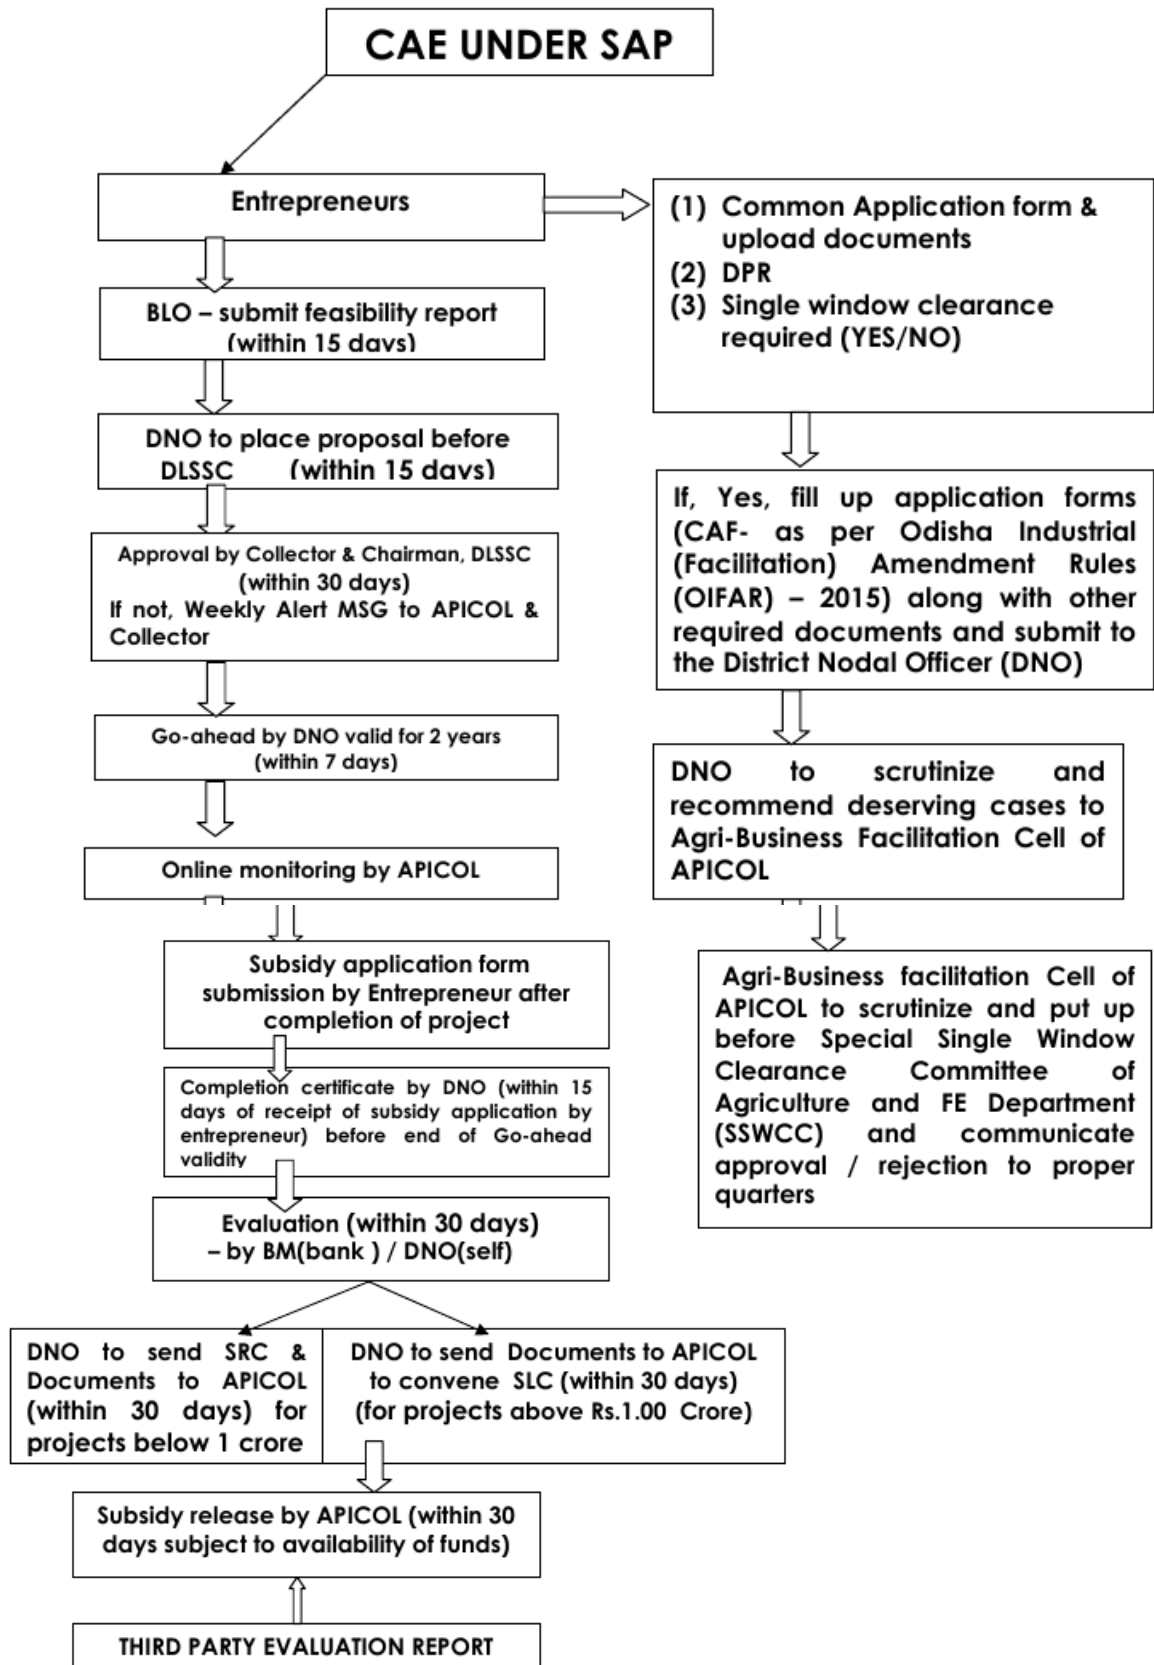 CAE UNDER SAP
Entrepreneurs
(1) Common Application form &
upload documents
(2) DPR
(3) Single window clearance
required (YES/NO)
BLO – submit feasibility report
(within 15 days)
DNO to place proposal before
DLSSC (within 15 days)
Approval by Collector & Chairman, DLSSC
(within 30 days)
If not, Weekly Alert MSG to APICOL &
Collector
Go-ahead by DNO valid for 2 years
(within 7 days)
Online monitoring by APICOL
If, Yes, fill up application forms
(CAF- as per Odisha Industrial
(Facilitation) Amendment Rules
(OIFAR) – 2015) along with other
required documents and submit to
the District Nodal Officer (DNO)
DNO to scrutinize and
recommend deserving cases to
Agri-Business Facilitation Cell of
APICOL
Agri-Business facilitation Cell of
APICOL to scrutinize and put up
before Special Single Window
Clearance Committee of
Agriculture and FE Department
(SSWCC) and communicate
approval / rejection to proper
quarters
Subsidy application form
submission by Entrepreneur after
completion of project
Completion certificate by DNO (within 15
days of receipt of subsidy application by
entrepreneur) before end of Go-ahead
validity
Evaluation (within 30 days)
– by BM(bank ) / DNO(self)
DNO to send SRC &
Documents to APICOL
(within 30 days) for
projects below 1 crore
DNO to send Documents to APICOL
to convene SLC (within 30 days)
(for projects above Rs.1.00 Crore)
Subsidy release by APICOL (within 30
days subject to availability of funds)
THIRD PARTY EVALUATION REPORT